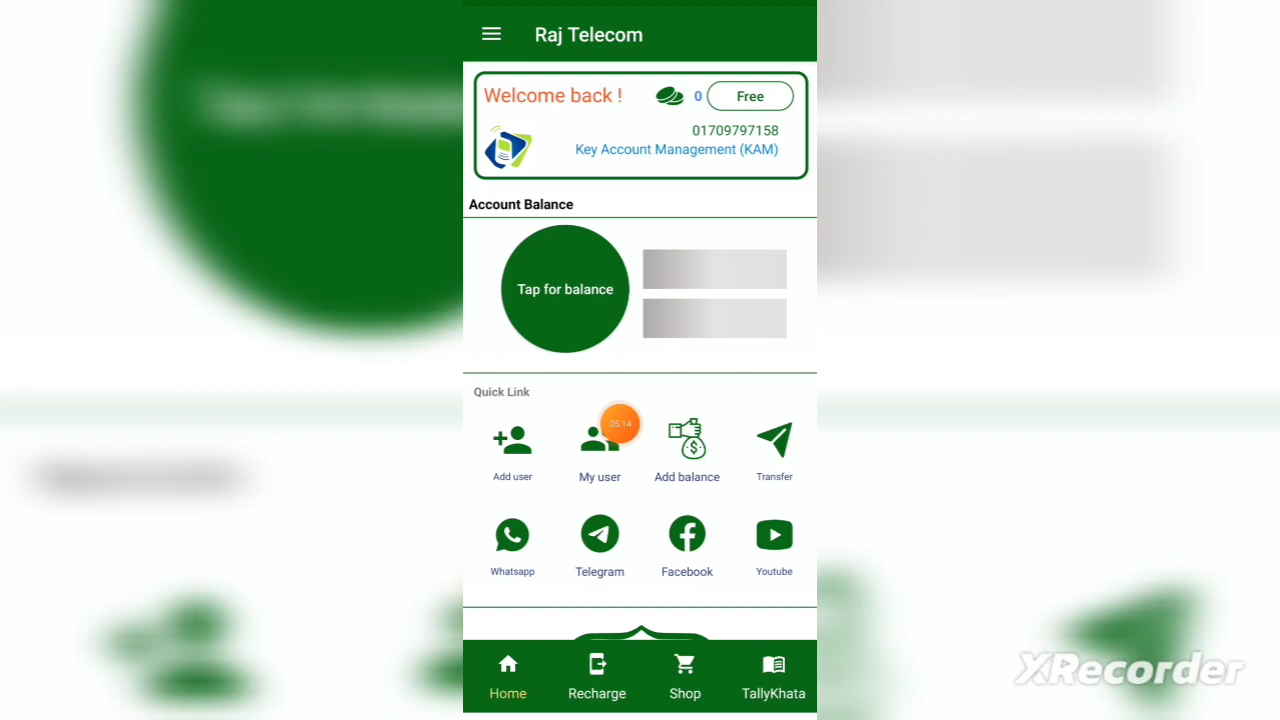 Raj Telecom
Welcome back !
0
Free
01709797158
Key Account Management (KAM)
Account Balance
Tap for balance
Quick Link
05:14
Add user
My user
Add balance
Transfer
Whatsapp
Telegram
Facebook
Youtube
Home
Recharge
Shop
TallyKhata
XRecorder